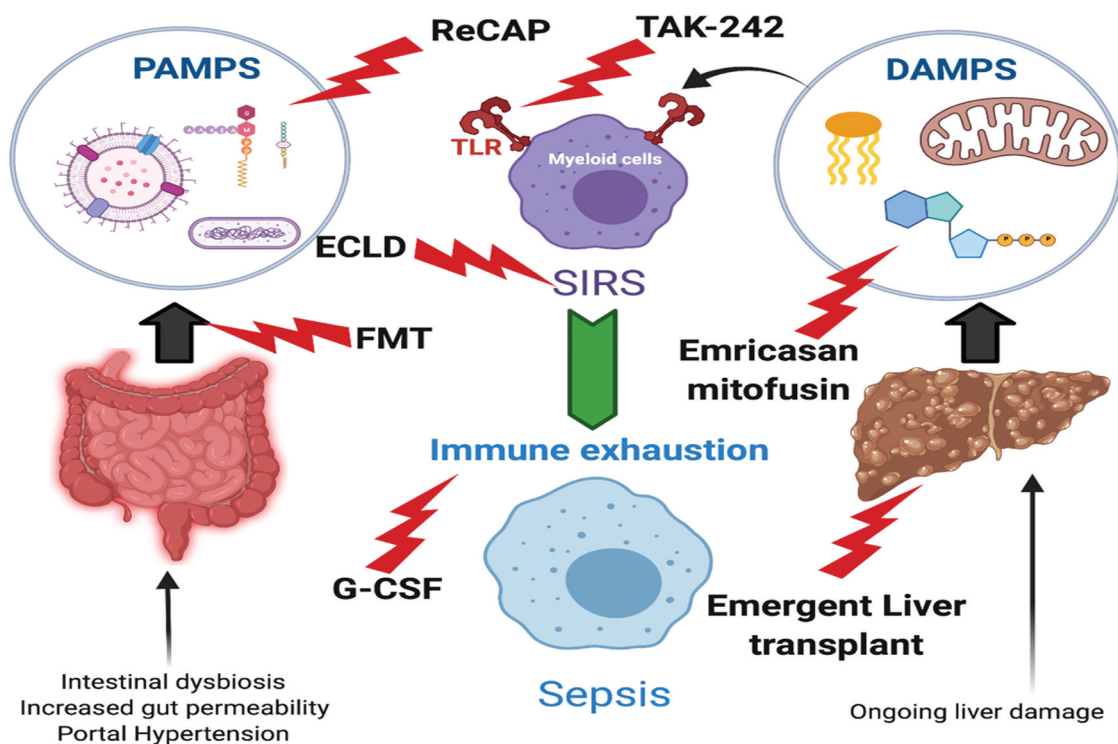 ReCAP
TAK-242
PAMPS
DAMPS
TLR
Myeloid cells
G
A A A E A M
P P P
ECLD
SIRS
FMT
Emricasan
mitofusin
Immune exhaustion
G-CSF
Emergent Liver
transplant
Sepsis
Intestinal dysbiosis
Increased gut permeability
Portal Hypertension
Ongoing liver damage